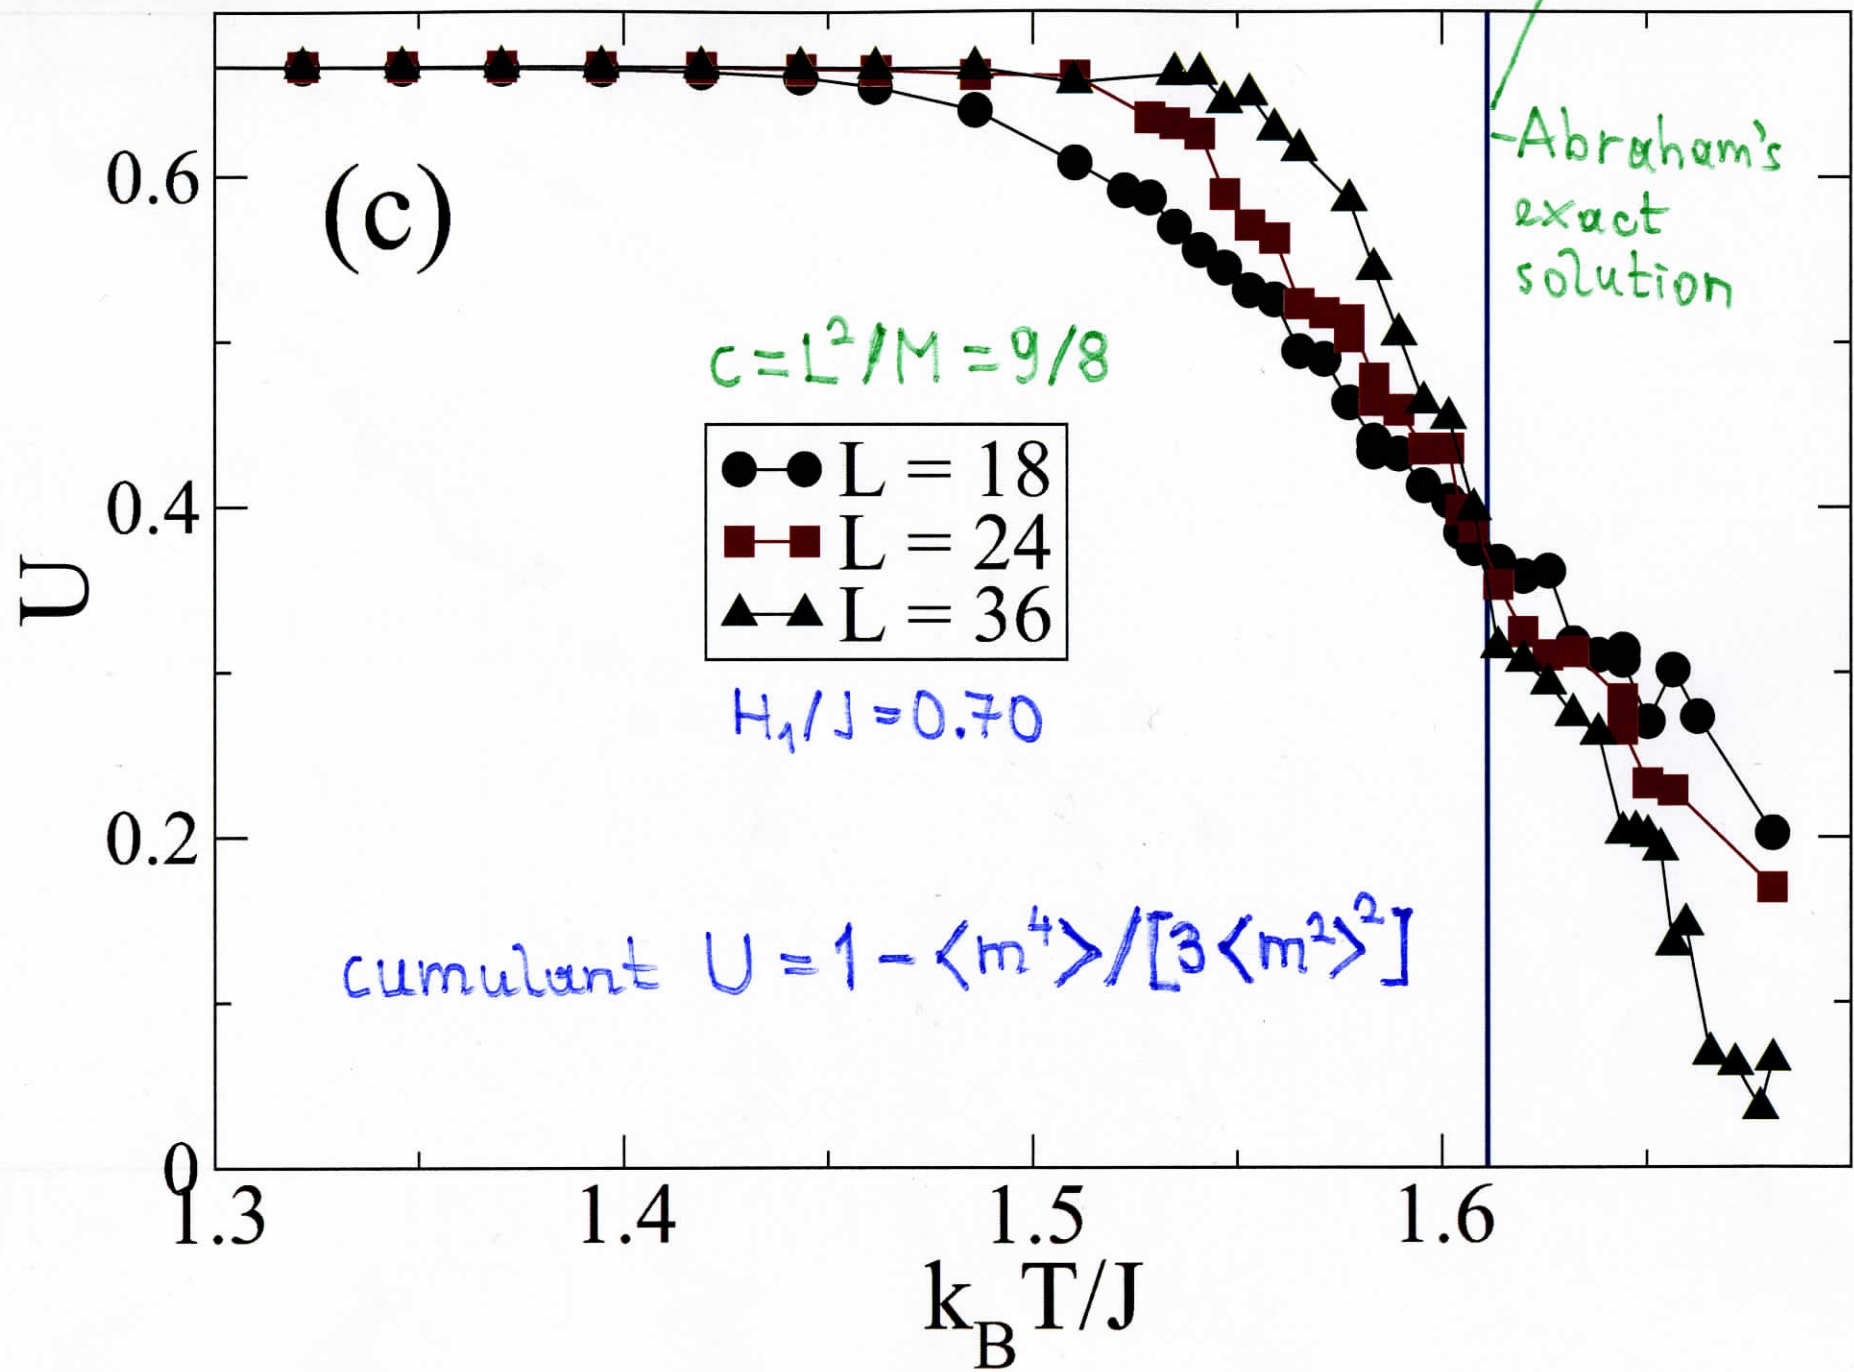 (c)
-Abraham's
exact
solution
c=L²/M=9/8
L = 18
L = 24
L = 36
H₁/J=0.70
cumulant U=1-<m⁴>/[3<m²>²]
U
0.6
0.4
0.2
0
1.3 1.4 1.5 1.6
k_BT/J